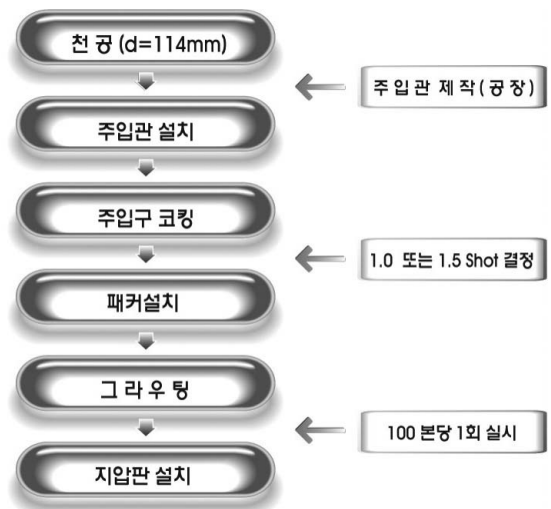 천 공 (d=114mm)
주 입 관 제 작 ( 공 장 )
주입관 설치
주입구 코킹
1.0 또는 1.5 Shot 결정
패커설치
그 라 우 팅
100 본당 1회 실시
지압판 설치